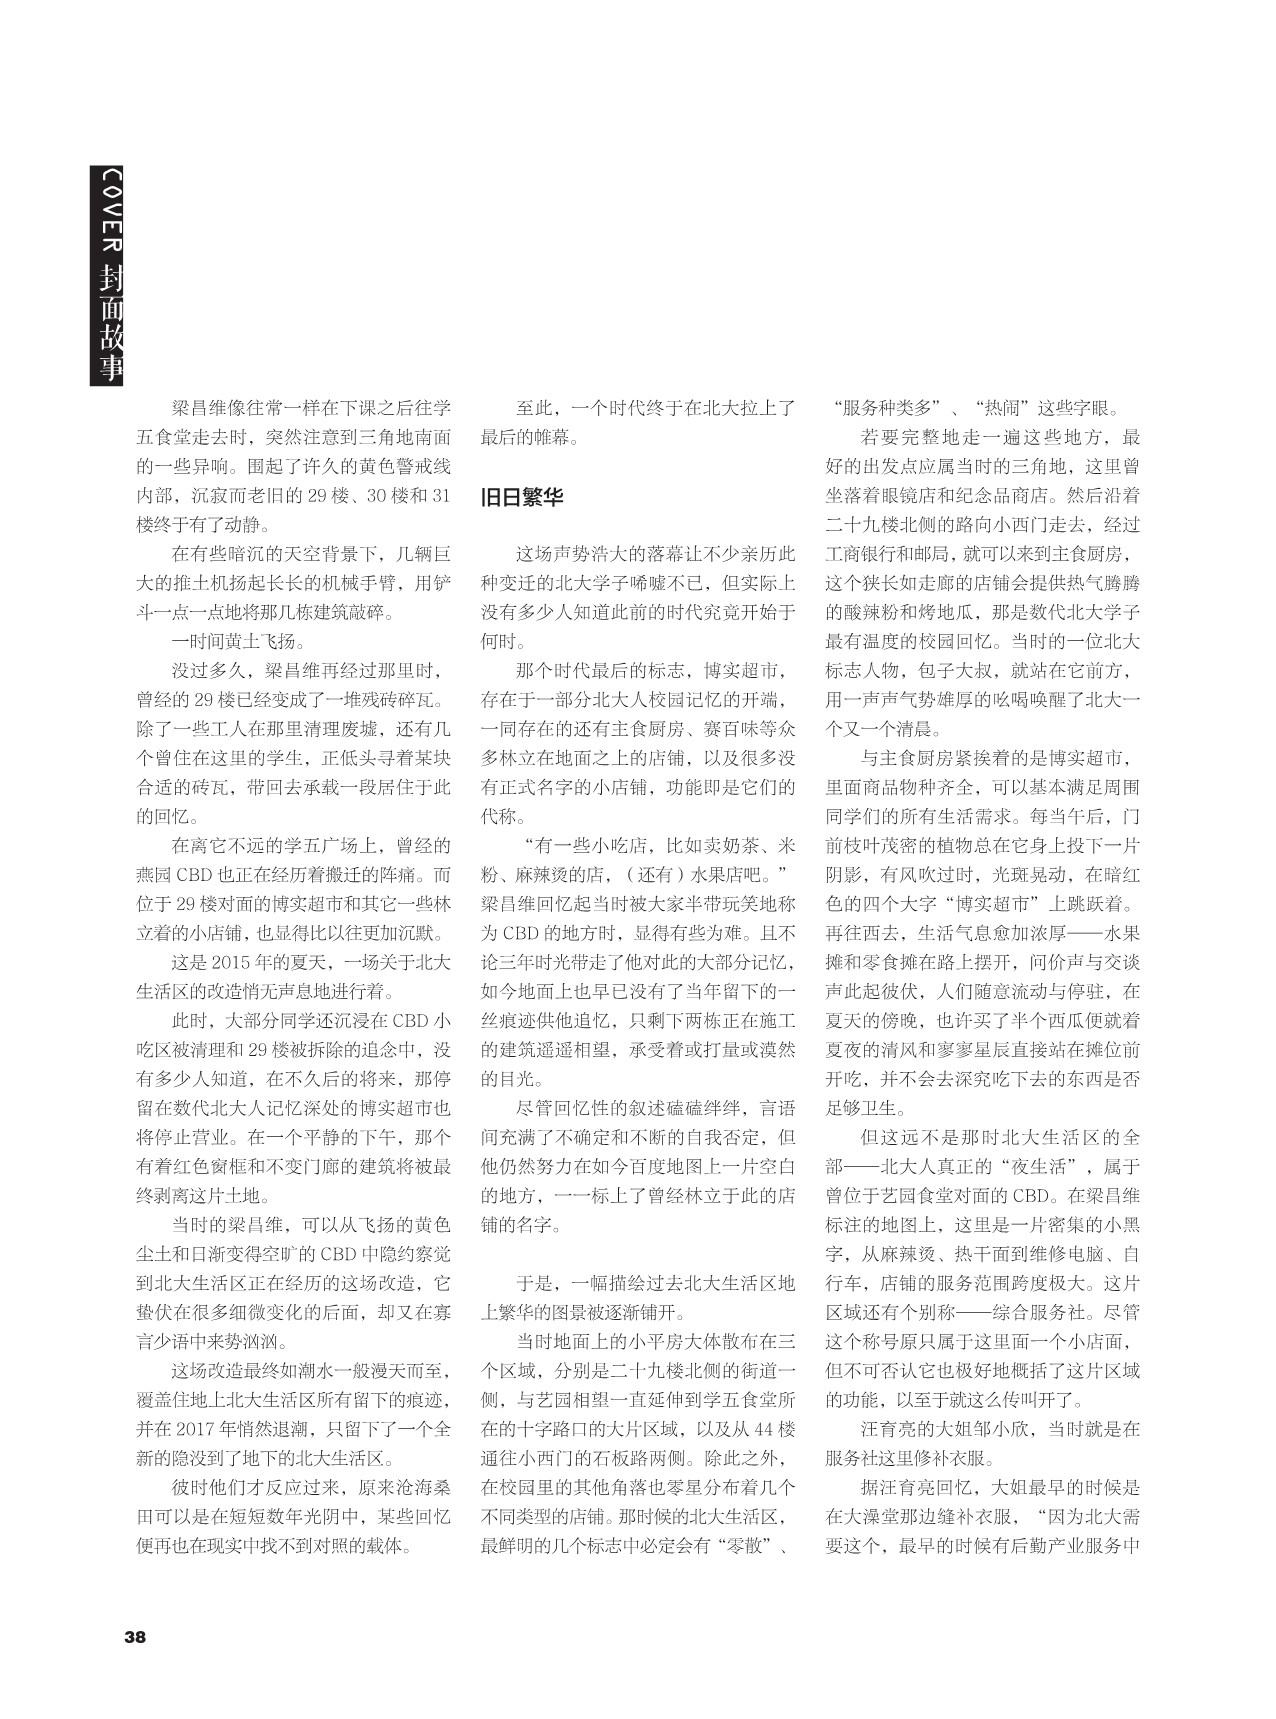 COVER 封面故事
梁昌维像往常一样在下课之后往学
五食堂走去时，突然注意到三角地南面
的一些异响。围起了许久的黄色警戒线
内部，沉寂而老旧的 29 楼、30 楼和 31
楼终于有了动静。
在有些暗沉的天空背景下，几辆巨
大的推土机扬起长长的机械手臂，用铲
斗一点一点地将那几栋建筑敲碎。
一时间黄土飞扬。
没过多久，梁昌维再经过那里时，
曾经的 29 楼已经变成了一堆残砖碎瓦。
除了一些工人在那里清理废墟，还有几
个曾住在这里的学生，正低头寻着某块
合适的砖瓦，带回去承载一段居住于此
的回忆。
在离它不远的学五广场上，曾经的
燕园 CBD 也正在经历着搬迁的阵痛。而
位于 29 楼对面的博实超市和其它一些林
立着的小店铺，也显得比以往更加沉默。
这是 2015 年的夏天，一场关于北大
生活区的改造悄无声息地进行着。
此时，大部分同学还沉浸在 CBD 小
吃区被清理和 29 楼被拆除的追念中，没
有多少人知道，在不久后的将来，那停
留在数代北大人记忆深处的博实超市也
将停止营业。在一个平静的下午，那个
有着红色窗框和不变门廊的建筑将被最
终剥离这片土地。
当时的梁昌维，可以从飞扬的黄色
尘土和日渐变得空旷的 CBD 中隐约察觉
到北大生活区正在经历的这场改造，它
蛰伏在很多细微变化的后面，却又在寡
言少语中来势汹汹。
这场改造最终如潮水一般漫天而至，
覆盖住地上北大生活区所有留下的痕迹，
并在 2017 年悄然退潮，只留下了一个全
新的隐没到了地下的北大生活区。
彼时他们才反应过来，原来沧海桑
田可以是在短短数年光阴中，某些回忆
便再也在现实中找不到对照的载体。
至此，一个时代终于在北大拉上了
最后的帷幕。
旧日繁华
这场声势浩大的落幕让不少亲历此
种变迁的北大学子唏嘘不已，但实际上
没有多少人知道此前的时代究竟开始于
何时。
那个时代最后的标志，博实超市，
存在于一部分北大人校园记忆的开端，
一同存在的还有主食厨房、赛百味等众
多林立在地面之上的店铺，以及很多没
有正式名字的小店铺，功能即是它们的
代称。
“有一些小吃店，比如卖奶茶、米
粉、麻辣烫的店，（还有）水果店吧。”
梁昌维回忆起当时被大家半带玩笑地称
为 CBD 的地方时，显得有些为难。且不
论三年时光带走了他对此的大部分记忆，
如今地面上也早已没有了当年留下的一
丝痕迹供他追忆，只剩下两栋正在施工
的建筑遥遥相望，承受着或打量或漠然
的目光。
尽管回忆性的叙述磕磕绊绊，言语
间充满了不确定和不断的自我否定，但
他仍然努力在如今百度地图上一片空白
的地方，一一标上了曾经林立于此的店
铺的名字。
于是，一幅描绘过去北大生活区地
上繁华的图景被逐渐铺开。
当时地面上的小平房大体散布在三
个区域，分别是二十九楼北侧的街道一
侧，与艺园相望一直延伸到学五食堂所
在的十字路口的大片区域，以及从 44 楼
通往小西门的石板路两侧。除此之外，
在校园里的其他角落也零星分布着几个
不同类型的店铺。那时候的北大生活区，
最鲜明的几个标志中必定会有“零散”、
“服务种类多”、“热闹”这些字眼。
若要完整地走一遍这些地方，最
好的出发点应属当时的三角地，这里曾
坐落着眼镜店和纪念品商店。然后沿着
二十九楼北侧的路向小西门走去，经过
工商银行和邮局，就可以来到主食厨房，
这个狭长如走廊的店铺会提供热气腾腾
的酸辣粉和烤地瓜，那是数代北大学子
最有温度的校园回忆。当时的一位北大
标志人物，包子大叔，就站在它前方，
用一声声气势雄厚的吆喝唤醒了北大一
个又一个清晨。
与主食厨房紧挨着的是博实超市，
里面商品物种齐全，可以基本满足周围
同学们的所有生活需求。每当午后，门
前枝叶茂密的植物总在它身上投下一片
阴影，有风吹过时，光斑晃动，在暗红
色的四个大字“博实超市”上跳跃着。
再往西去，生活气息愈加浓厚——水果
摊和零食摊在路上摆开，问价声与交谈
声此起彼伏，人们随意流动与停驻，在
夏天的傍晚，也许买了半个西瓜便就着
夏夜的清风和寥寥星辰直接站在摊位前
开吃，并不会去深究吃下去的东西是否
足够卫生。
但这远不是那时北大生活区的全
部——北大人真正的“夜生活”，属于
曾位于艺园食堂对面的 CBD。在梁昌维
标注的地图上，这里是一片密集的小黑
字，从麻辣烫、热干面到维修电脑、自
行车，店铺的服务范围跨度极大。这片
区域还有个别称——综合服务社。尽管
这个称号原只属于这里面一个小店面，
但不可否认它也极好地概括了这片区域
的功能，以至于就这么传叫开了。
汪育亮的大姐邹小欣，当时就是在
服务社这里修补衣服。
据汪育亮回忆，大姐最早的时候是
在大澡堂那边缝补衣服，“因为北大需
要这个，最早的时候有后勤产业服务中
38